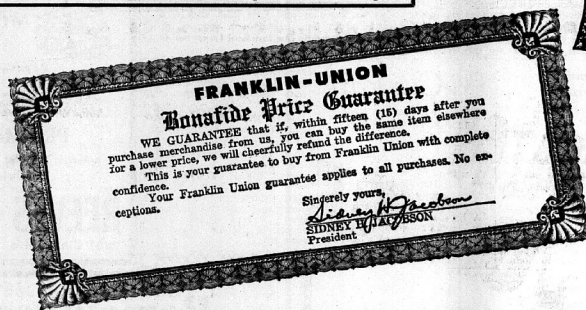 FRANKLIN-UNION
Bonafide Price Guarantee
WE GUARANTEE that if, within fifteen (15) days after you
purchase merchandise from us, you can buy the same item elsewhere
for a lower price, we will cheerfully refund the difference.
This is your guarantee to buy from Franklin Union with complete
confidence.
Your Franklin Union guarantee applies to all purchases. No ex-
ceptions.
Singerely yours,
Sidney H Jacobson
SIDNEY H JACOBSON
President